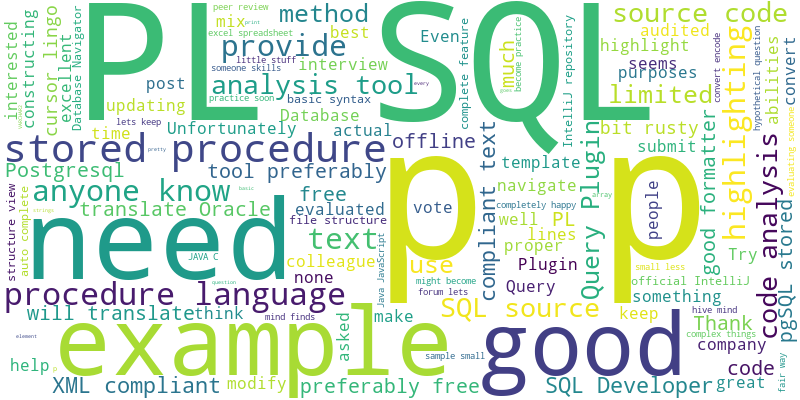 PL SQL
p p
need
example
good
stored procedure
procedure language
anyone know
analysis tool
provide
method
source code
limited
highlighting
highlight
code analysis
pgSQL stored
Query Plugin
compliant text
good formatter
SQL source
SQL Developer
XML compliant
preferably free
text
use
Thank
code
Postgresql
translate Oracle
will translate
tool preferably
Unfortunately
Database
updating
time
post
excellent
cursor lingo
constructing
interested
mix
best
Even
interview
much
offline
actual
free
evaluated
colleague
none
think
make
help
modify
asked
template
navigate
well PL
lines
proper
Plugin
Query
vote
people
bit rusty
submit
seems
purposes
audited
abilities
convert
Try
something
keep
company
great
official IntelliJ
IntelliJ repository
complete feature
completely happy
basic syntax
file structure
structure view
auto complete
Database Navigator
peer review
excel spreadsheet
someone skills
little stuff
practice soon
lets keep
print
pretty
every
JAVA C
Java JavaScript
mind finds
might become
forum lets
sample small
small less
hive mind
complex things
fair way
become practice
convert encode
hypothetical question
evaluating someone
array
basic
strings
question
element